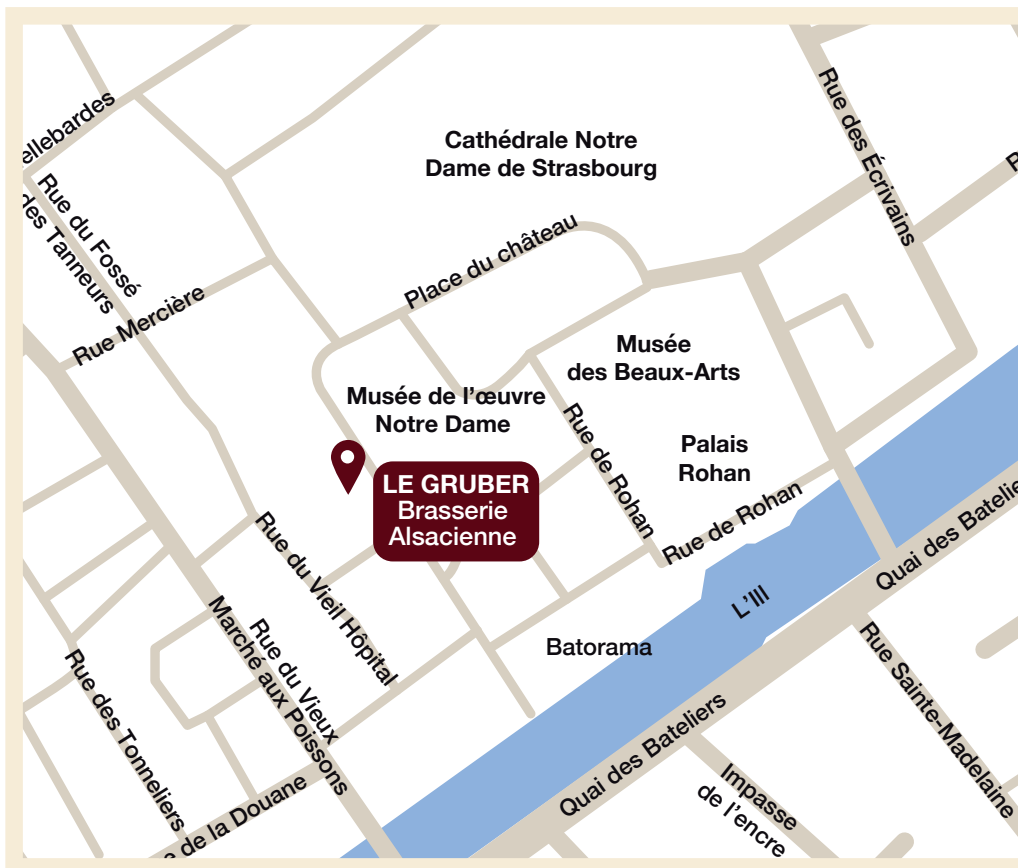 ellebardes
Rue du Fossé
des Tanneurs
Rue Mercière
Cathédrale Notre
Dame de Strasbourg
Rue des Écrivains
P
Place du château
Musée
des Beaux-Arts
Musée de l'œuvre
Notre Dame
LE GRUBER
Brasserie
Alsacienne
Rue de Rohan
Palais
Rohan
Rue de Rohan
Rue du Vieil Hôpital
Rue du Vieux
Marché aux Poissons
Rue des Tonneliers
e de la Douane
Batorama
L'Ill
Quai des Batelie
Quai des Bateliers
Rue Sainte-Madelaine
Impasse
de l'encre